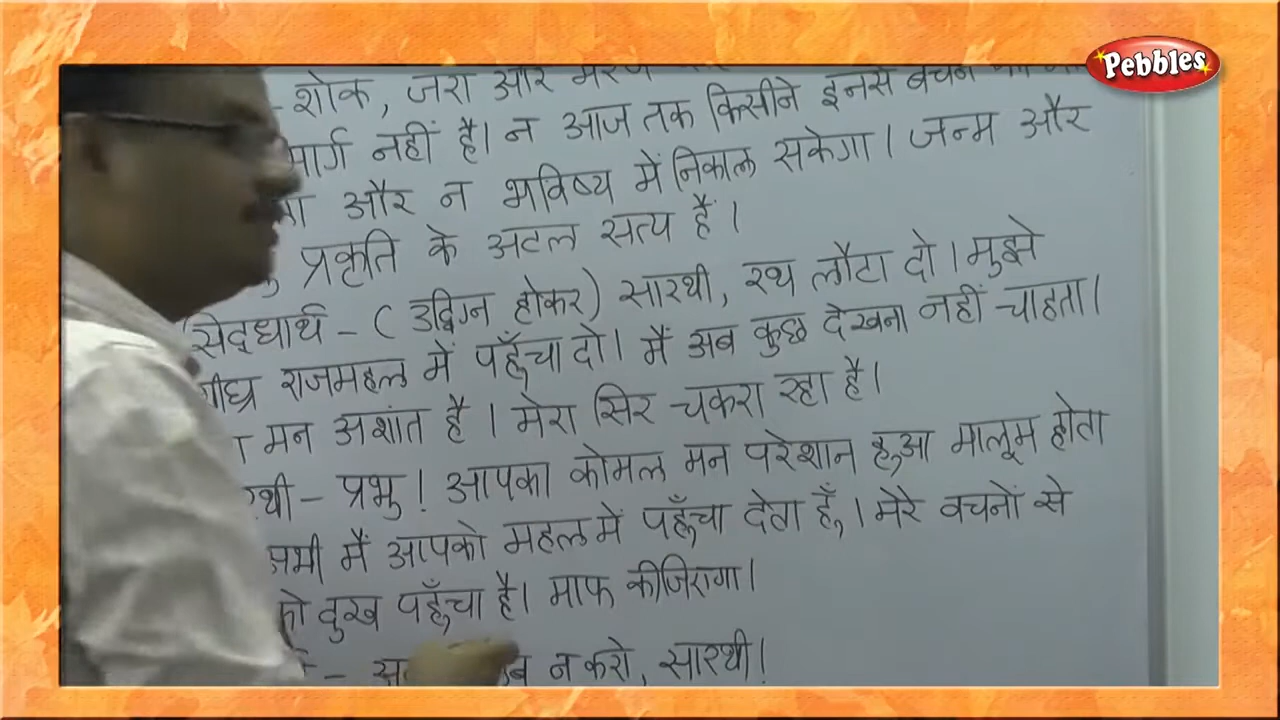 Pebbles
- शोक, जरा और मरण
मार्ग नहीं है। न आज तक किसीने इनसे बचने
और न भविष्य में निकाल सकेगा। जन्म और
प्रकृति के अटल सत्य हैं।
सिद्धार्थ - (उद्विग्न होकर) सारथी, रथ लौटा दो। मुझे
शीघ्र राजमहल में पहुँचा दो। मैं अब कुछ देखना नहीं चाहता।
मन अशांत है। मेरा सिर चकरा रहा है।
- प्रभु! आपका कोमल मन परेशान हुआ मालूम होता
मैं आपको महल में पहुँचा देता हूँ,। मेरे वचनों से
को दुख पहुँचा है। माफ कीजिएगा।
- न करो, सारथी!